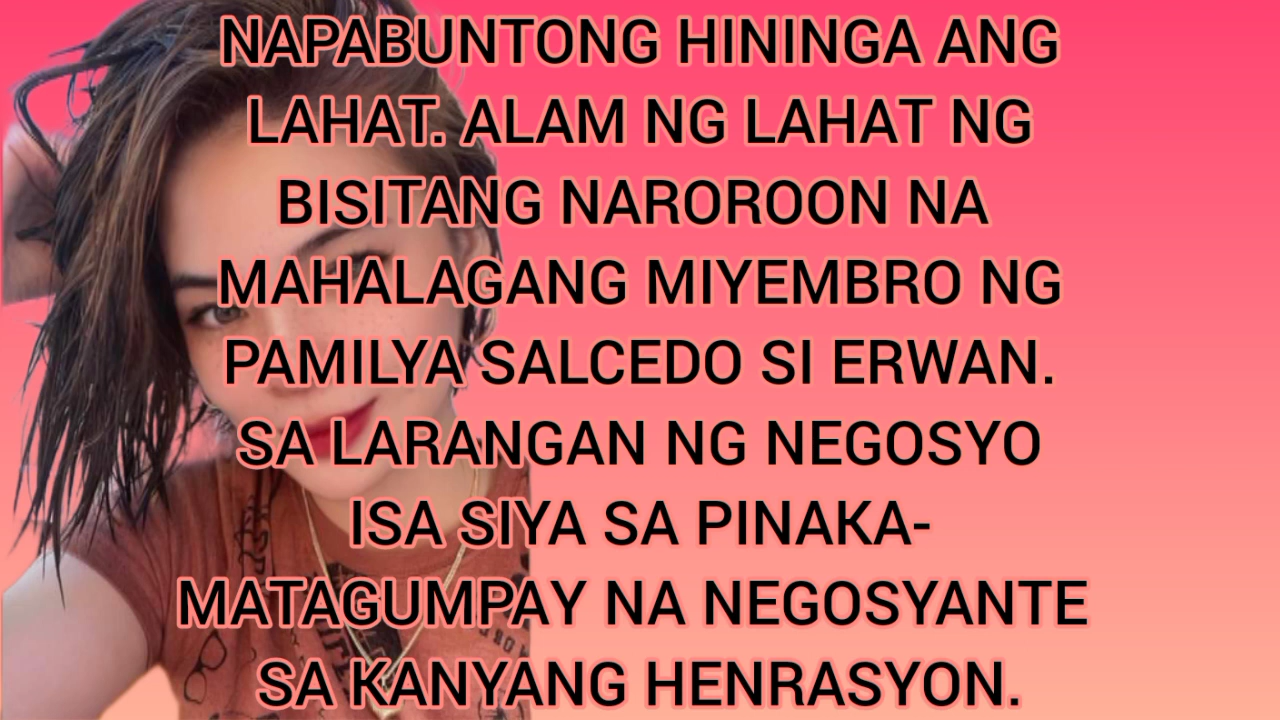 NAPABUNTONG HININGA ANG
LAHAT. ALAM NG LAHAT NG
BISITANG NAROROON NA
MAHALAGANG MIYEMBRO NG
PAMILYA SALCEDO SI ERWAN.
SA LARANGAN NG NEGOSYO
ISA SIYA SA PINAKA-
MATAGUMPAY NA NEGOSYANTE
SA KANYANG HENRASYON.